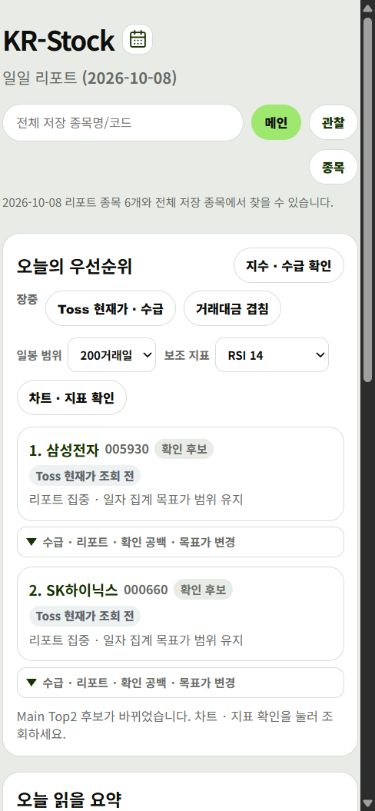 KR-Stock
일일 리포트 (2026-10-08)
전체 저장 종목명/코드 메인 관찰
종목
2026-10-08 리포트 종목 6개와 전체 저장 종목에서 찾을 수 있습니다.
오늘의 우선순위 지수 · 수급 확인
장중 Toss 현재가 · 수급 거래대금 겹침
일봉 범위 200거래일 보조 지표 RSI 14
차트 · 지표 확인
1. 삼성전자 005930 확인 후보
Toss 현재가 조회 전
리포트 집중 · 일자 집계 목표가 범위 유지
▼ 수급 · 리포트 · 확인 공백 · 목표가 변경
2. SK하이닉스 000660 확인 후보
Toss 현재가 조회 전
리포트 집중 · 일자 집계 목표가 범위 유지
▼ 수급 · 리포트 · 확인 공백 · 목표가 변경
Main Top2 후보가 바뀌었습니다. 차트 · 지표 확인을 눌러 조
회하세요.
오늘 읽을 요약